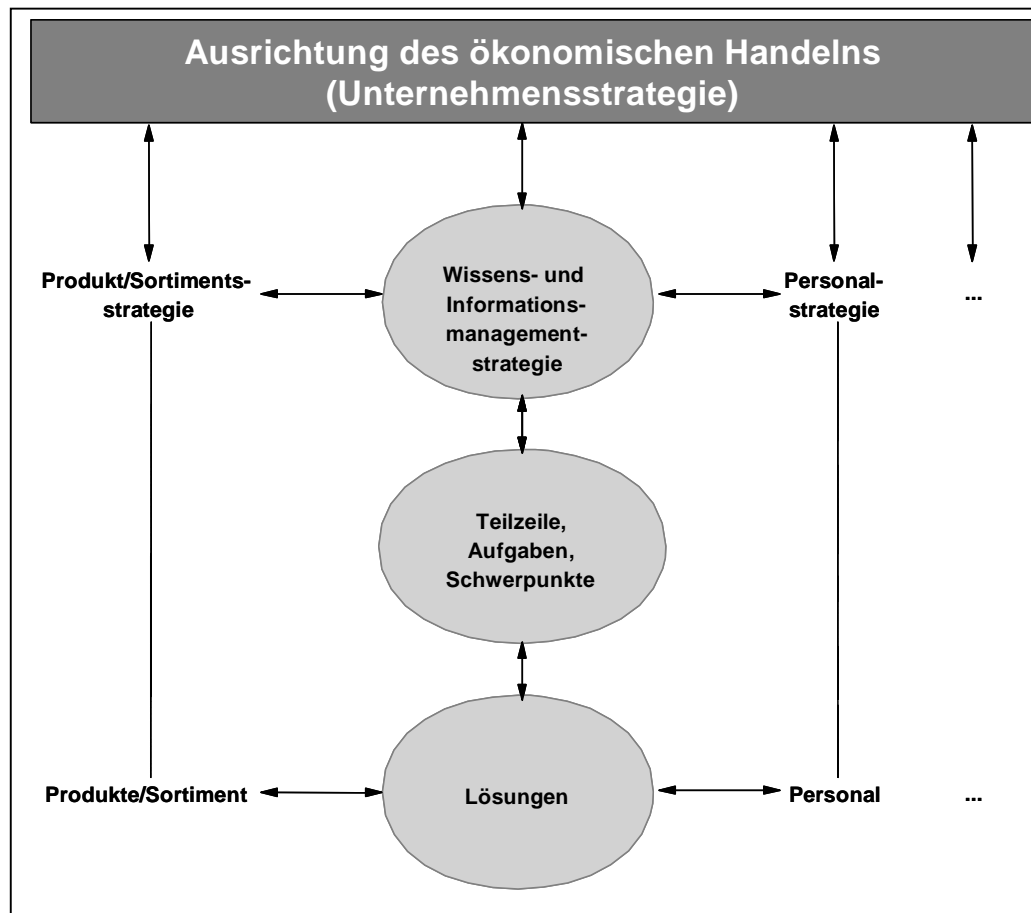 Ausrichtung des ökonomischen Handelns
(Unternehmensstrategie)
Produkt/Sortiments-
strategie
Wissens- und
Informations-
management-
strategie
Personal-
strategie
...
Teilzeile,
Aufgaben,
Schwerpunkte
Produkte/Sortiment
Lösungen
Personal
...